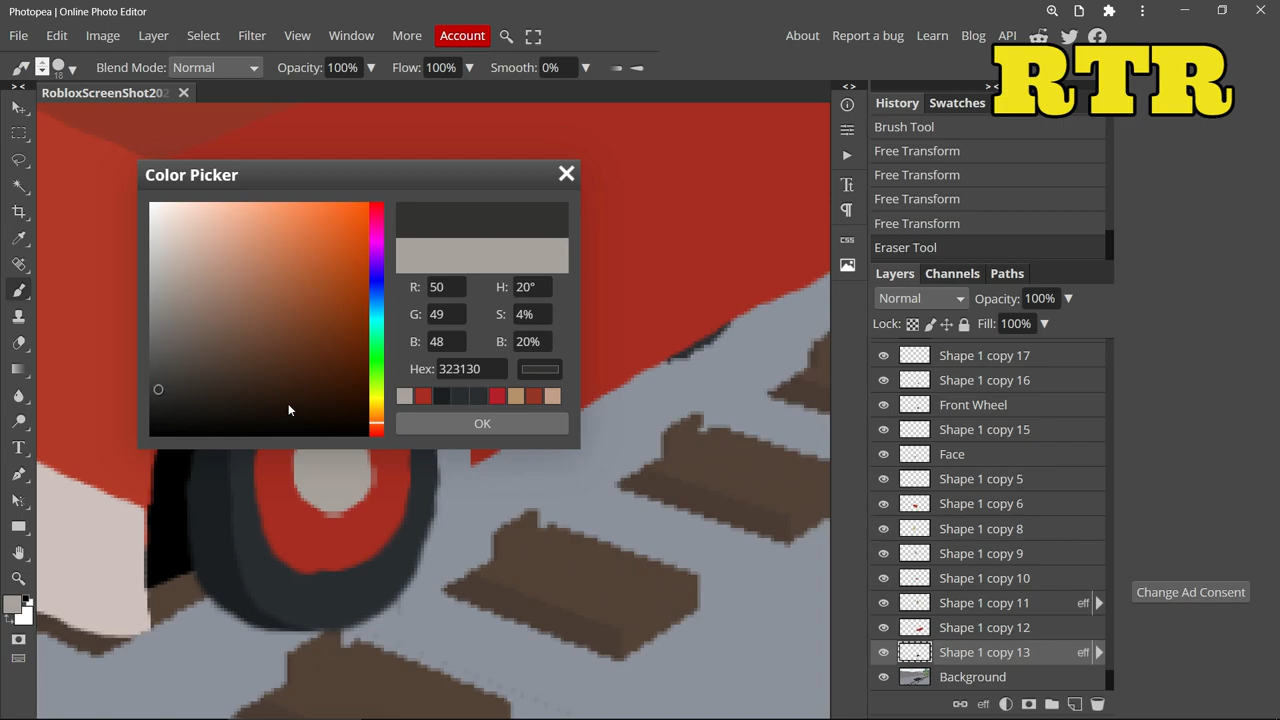 Photopea | Online Photo Editor
File Edit Image Layer Select Filter View Window More Account About Report a bug Learn Blog API
RTR
18 Blend Mode: Normal Opacity: 100% Flow: 100% Smooth: 0%
RobloxScreenShot202
> < < > > <
History Swatches
Brush Tool
Free Transform
Free Transform
Free Transform
Free Transform
Eraser Tool
Color Picker
R: 50 H: 20°
G: 49 S: 4%
B: 48 B: 20%
Hex: 323130
OK
CSS
Layers Channels Paths
Normal Opacity: 100%
Lock: Fill: 100%
Shape 1 copy 17
Shape 1 copy 16
Front Wheel
Shape 1 copy 15
Face
Shape 1 copy 5
Shape 1 copy 6
Shape 1 copy 8
Shape 1 copy 9
Shape 1 copy 10
Shape 1 copy 11 eff
Shape 1 copy 12
Shape 1 copy 13 eff
Background
eff
Change Ad Consent